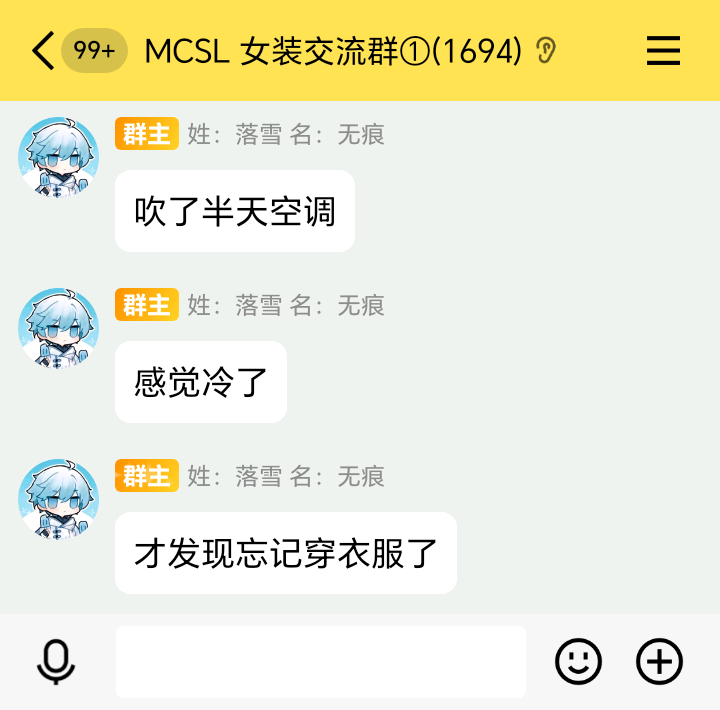 99+ MCSL 女装交流群①(1694)
群主 姓：落雪 名：无痕
吹了半天空调
群主 姓：落雪 名：无痕
感觉冷了
群主 姓：落雪 名：无痕
才发现忘记穿衣服了